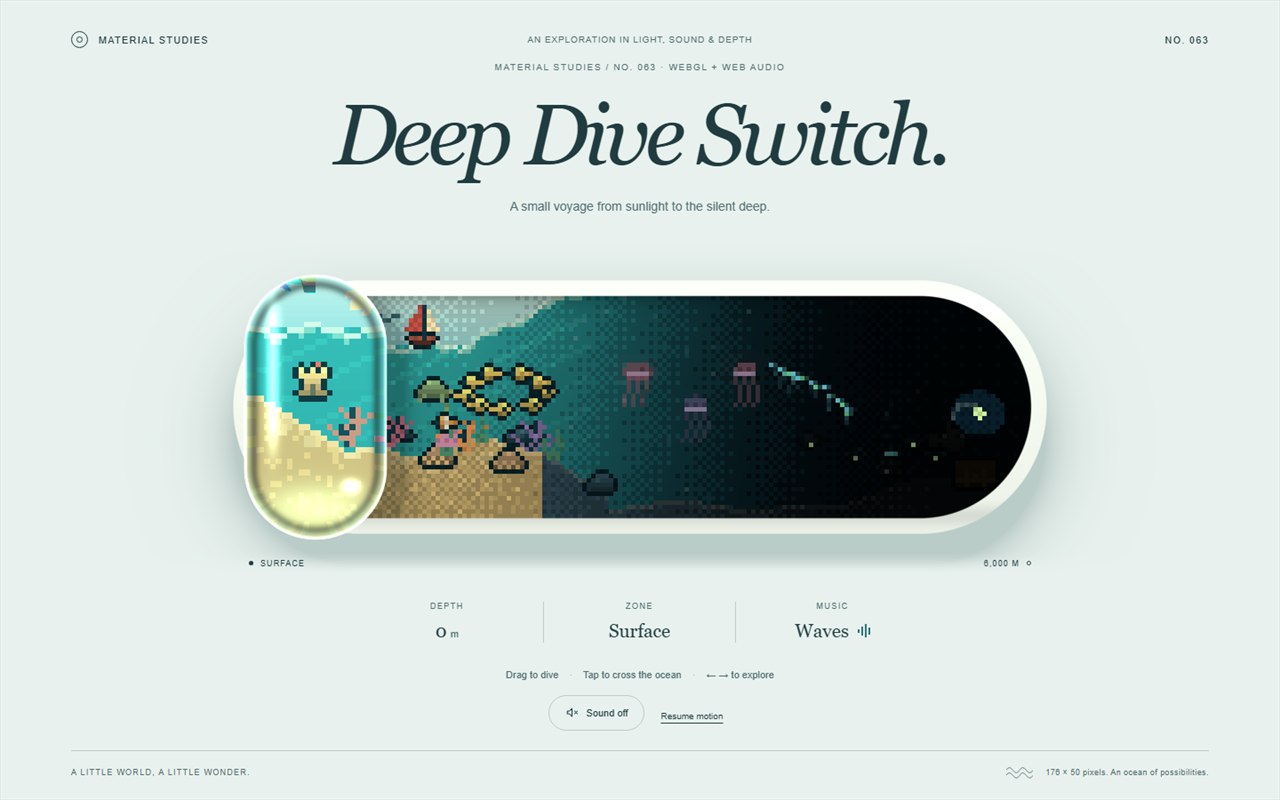 MATERIAL STUDIES
AN EXPLORATION IN LIGHT, SOUND & DEPTH
NO. 063
MATERIAL STUDIES / NO. 063 · WEBGL + WEB AUDIO
Deep Dive Switch.
A small voyage from sunlight to the silent deep.
SURFACE
6,000 M
DEPTH
ZONE
MUSIC
0 m
Surface
Waves
Drag to dive · Tap to cross the ocean · ← → to explore
Sound off
Resume motion
A LITTLE WORLD, A LITTLE WONDER.
176 × 50 pixels. An ocean of possibilities.